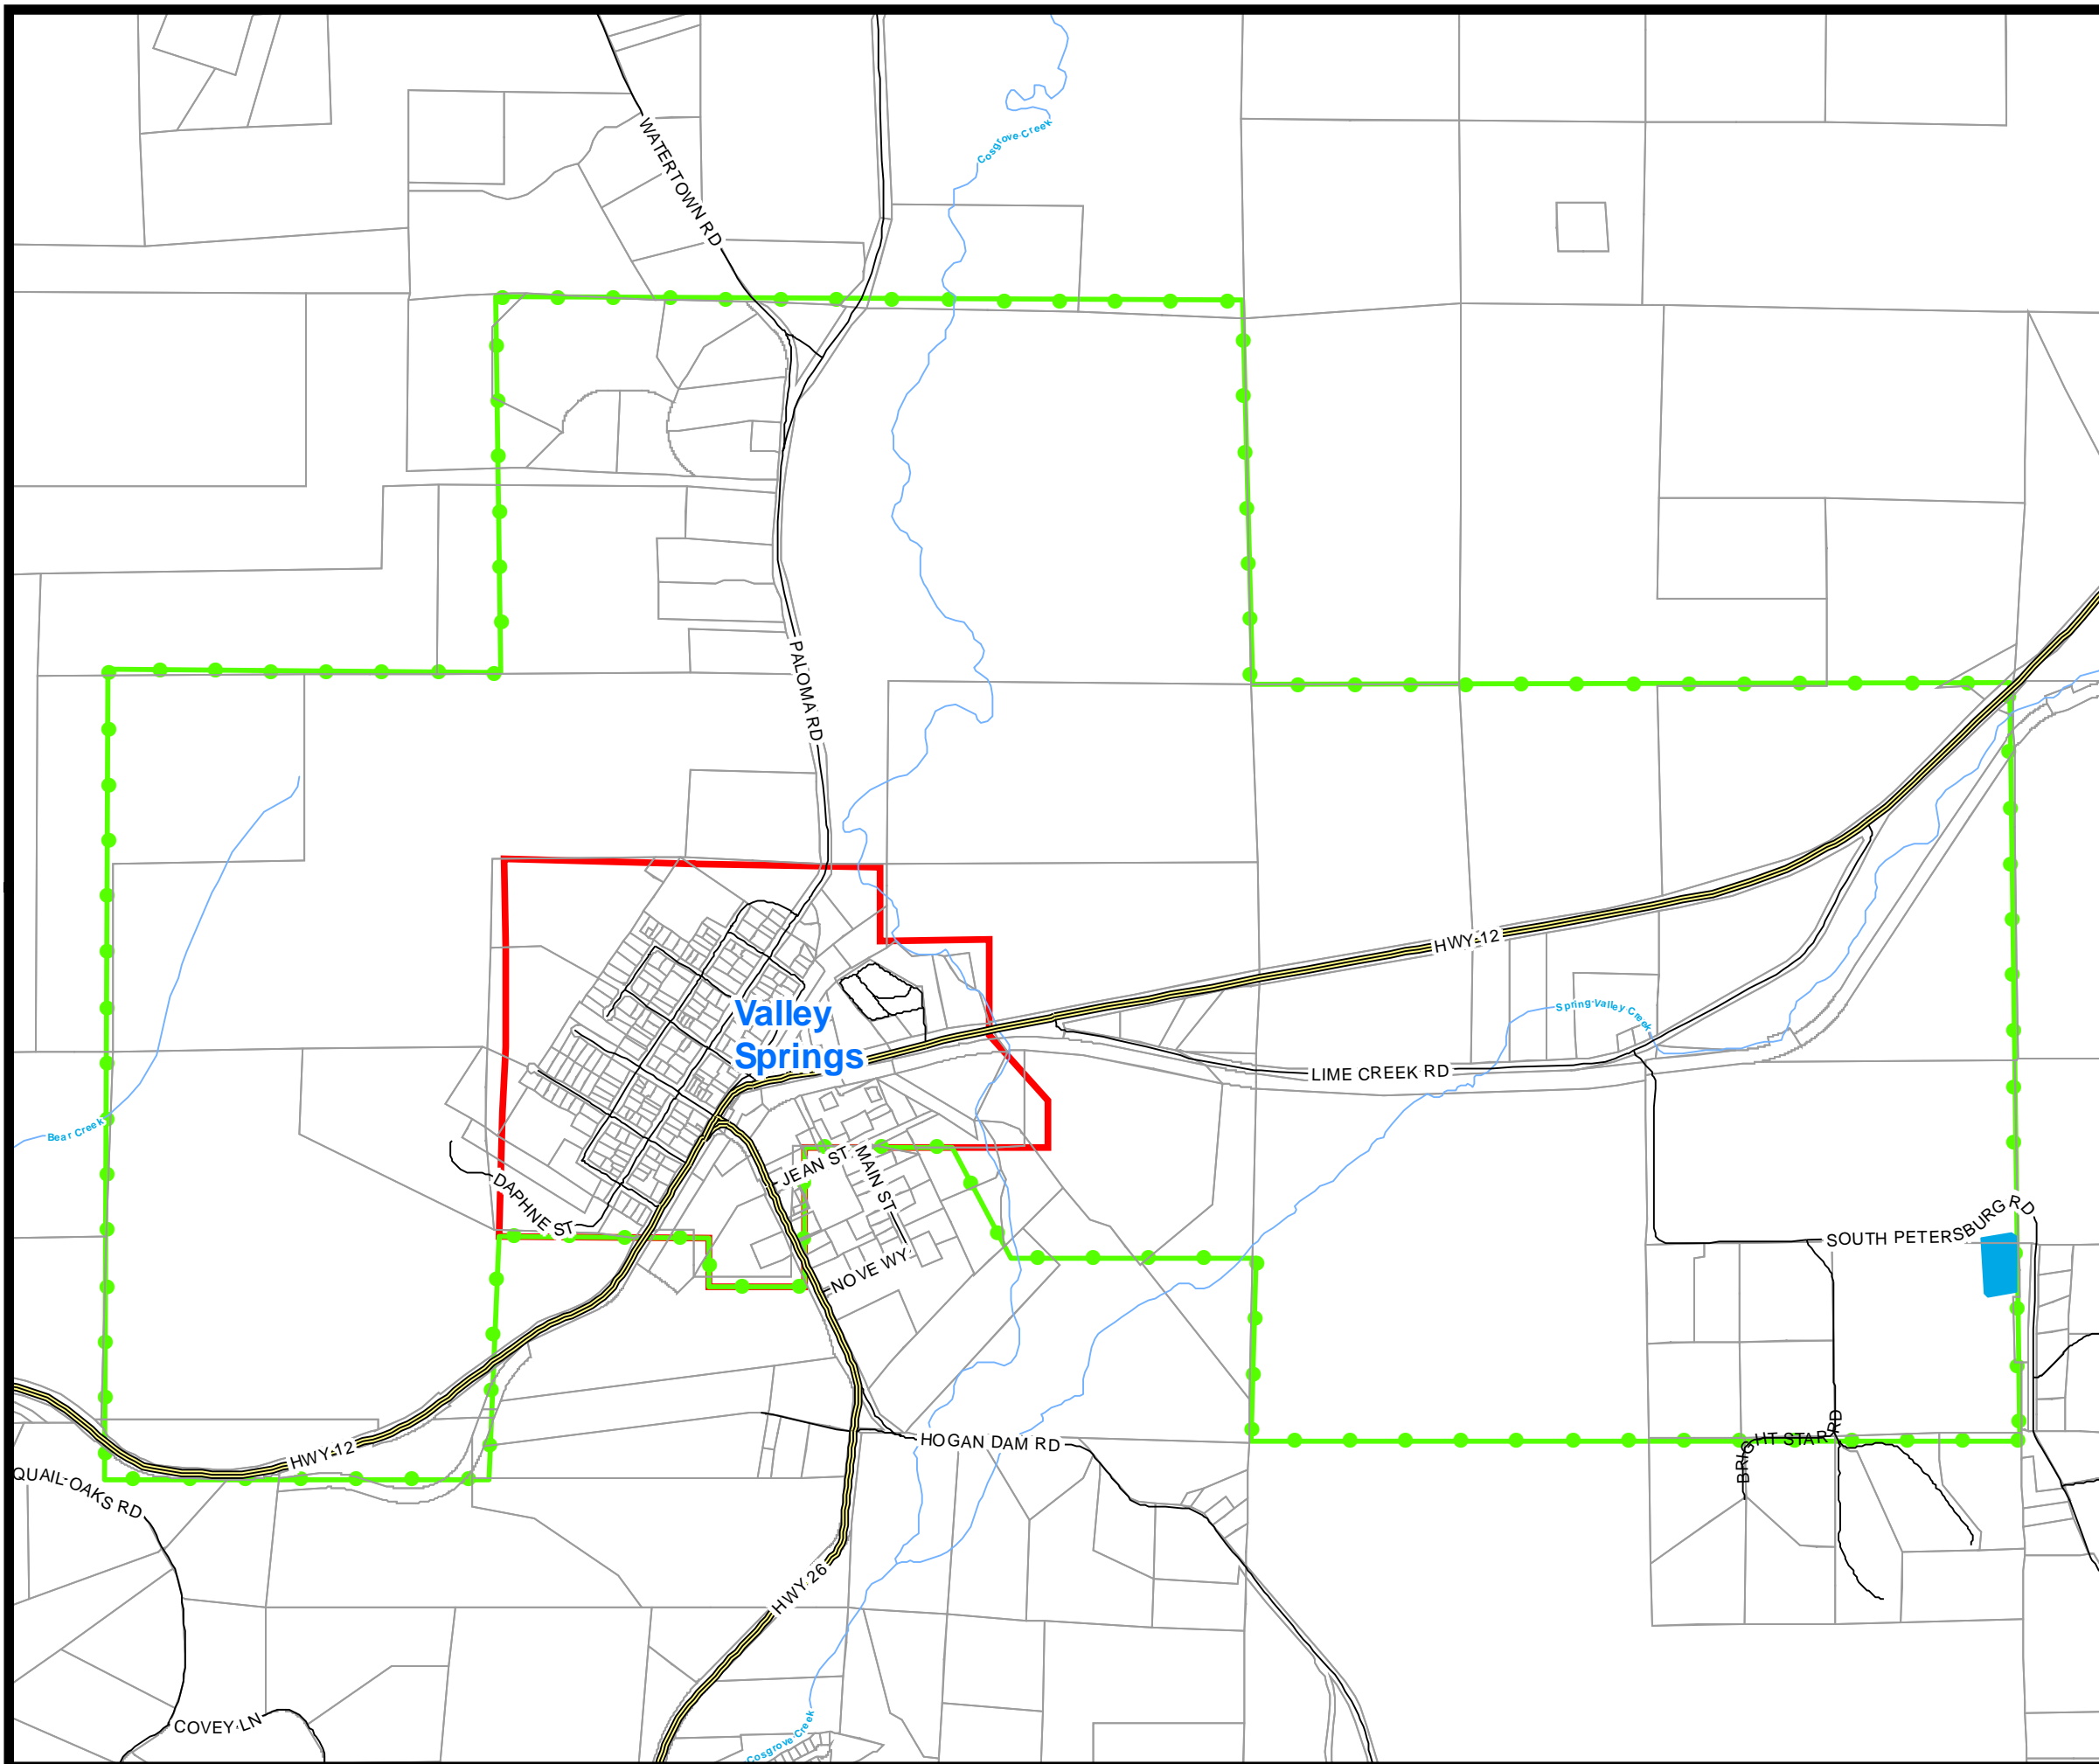 Cosgrove Creek
WATERTOWN RD
PALOMA RD
HWY 12
Valley
Springs
Spring Valley Creek
LIME CREEK RD
Bear Creek
JEAN ST
MAIN ST
DAPHNE ST
SOUTH PETERSBURG RD
NOVE WY
HWY 12
HOGAN DAM RD
BRIGHT STAR RD
QUAIL OAKS RD
HWY 26
COVEY LN
Cosgrove Creek